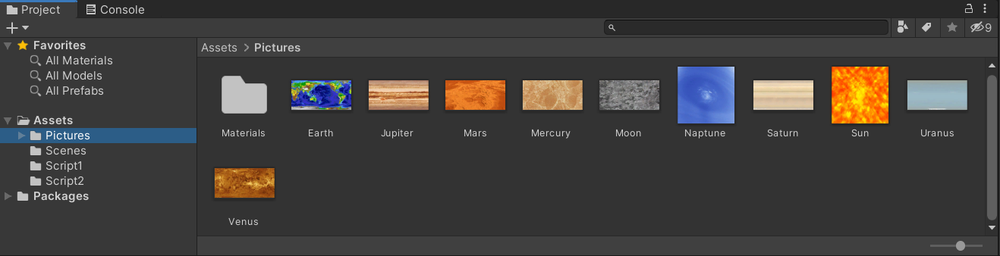 Project Console
9
Favorites
All Materials
All Models
All Prefabs
Assets
Pictures
Scenes
Script1
Script2
Packages
Assets > Pictures
Materials Earth Jupiter Mars Mercury Moon Naptune Saturn Sun Uranus
Venus